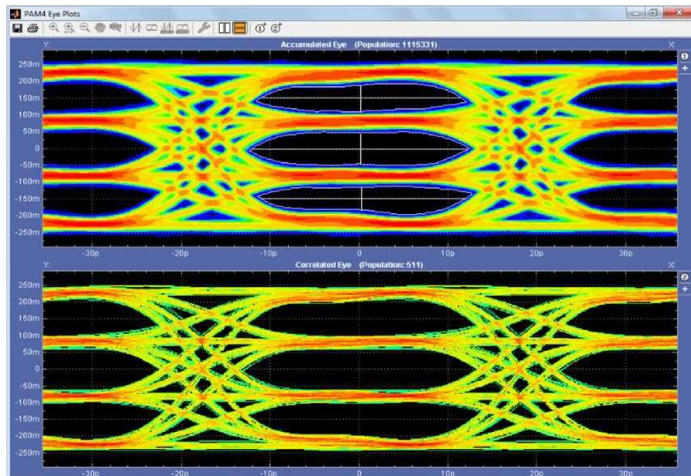 PAM4 Eye Plots
Y: Accumulated Eye (Population: 1115331) X:
250m
200m
150m
100m
50m
0
-50m
-100m
-150m
-200m
-250m
-30p -20p -10p 0 10p 20p 30p
Y: Correlated Eye (Population: 511) X:
250m
200m
150m
100m
50m
0
-50m
-100m
-150m
-200m
-250m
-30p -20p -10p 0 10p 20p 30p